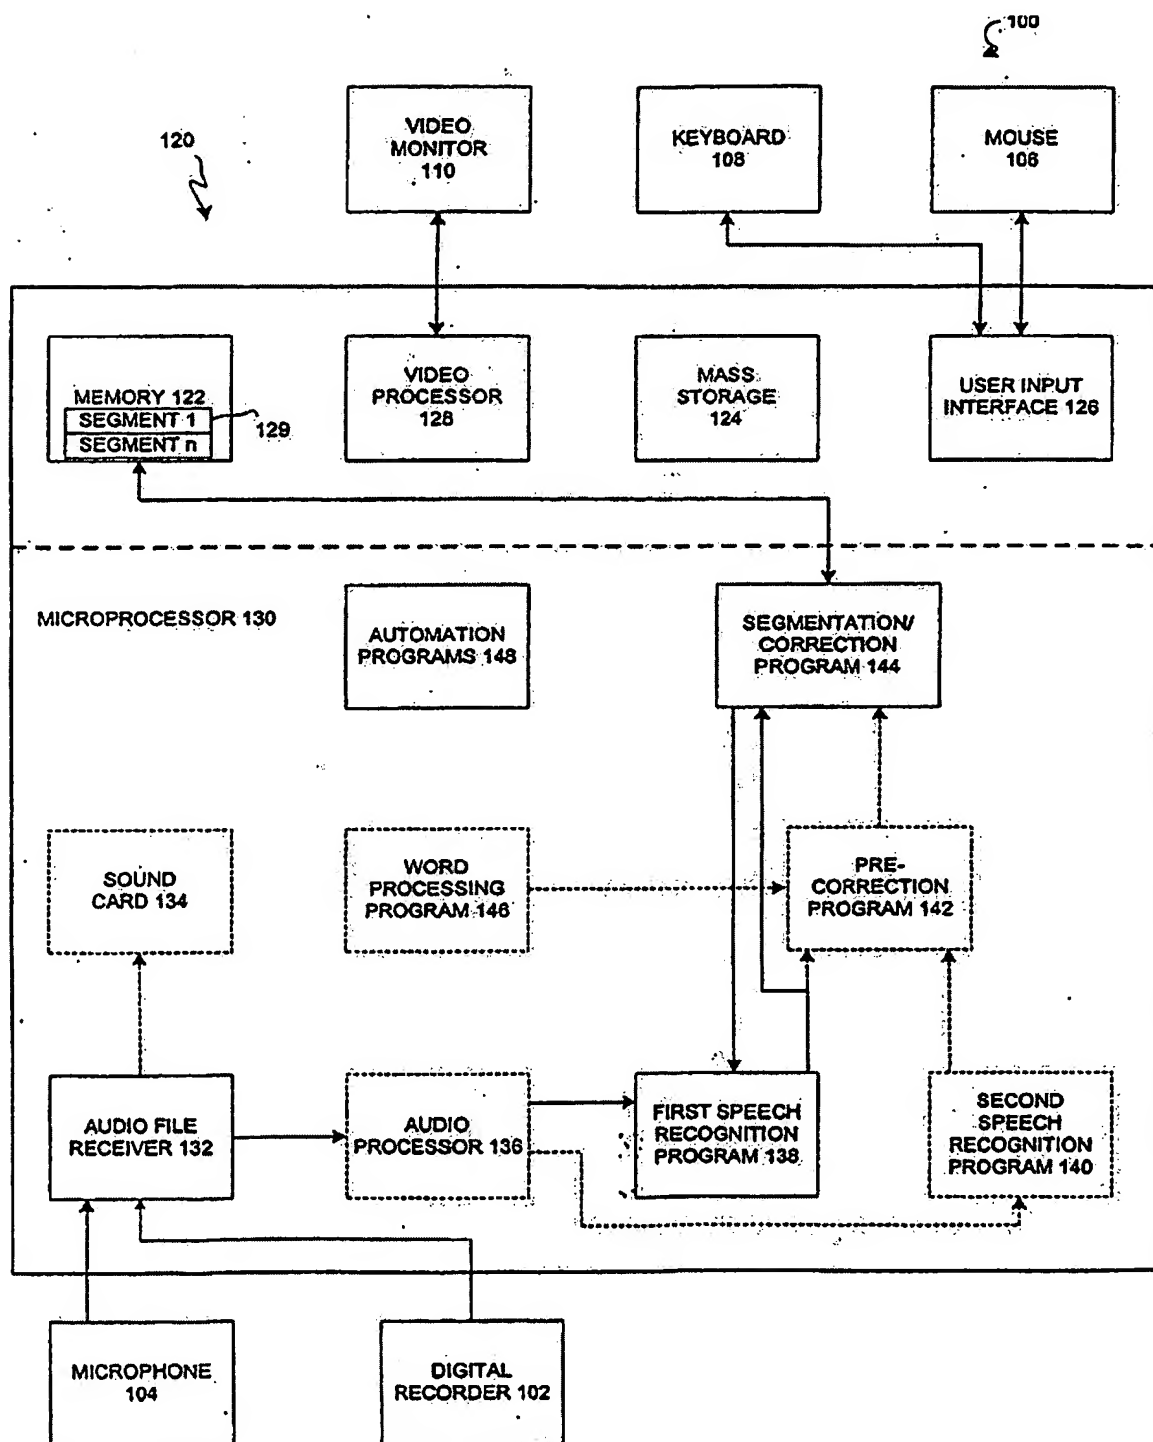 100
120
VIDEO
MONITOR
110
KEYBOARD
108
MOUSE
106
MEMORY 122
SEGMENT 1
SEGMENT n
129
VIDEO
PROCESSOR
128
MASS
STORAGE
124
USER INPUT
INTERFACE 126
MICROPROCESSOR 130
AUTOMATION
PROGRAMS 148
SEGMENTATION/
CORRECTION
PROGRAM 144
SOUND
CARD 134
WORD
PROCESSING
PROGRAM 146
PRE-
CORRECTION
PROGRAM 142
AUDIO FILE
RECEIVER 132
AUDIO
PROCESSOR 136
FIRST SPEECH
RECOGNITION
PROGRAM 138
SECOND
SPEECH
RECOGNITION
PROGRAM 140
MICROPHONE
104
DIGITAL
RECORDER 102